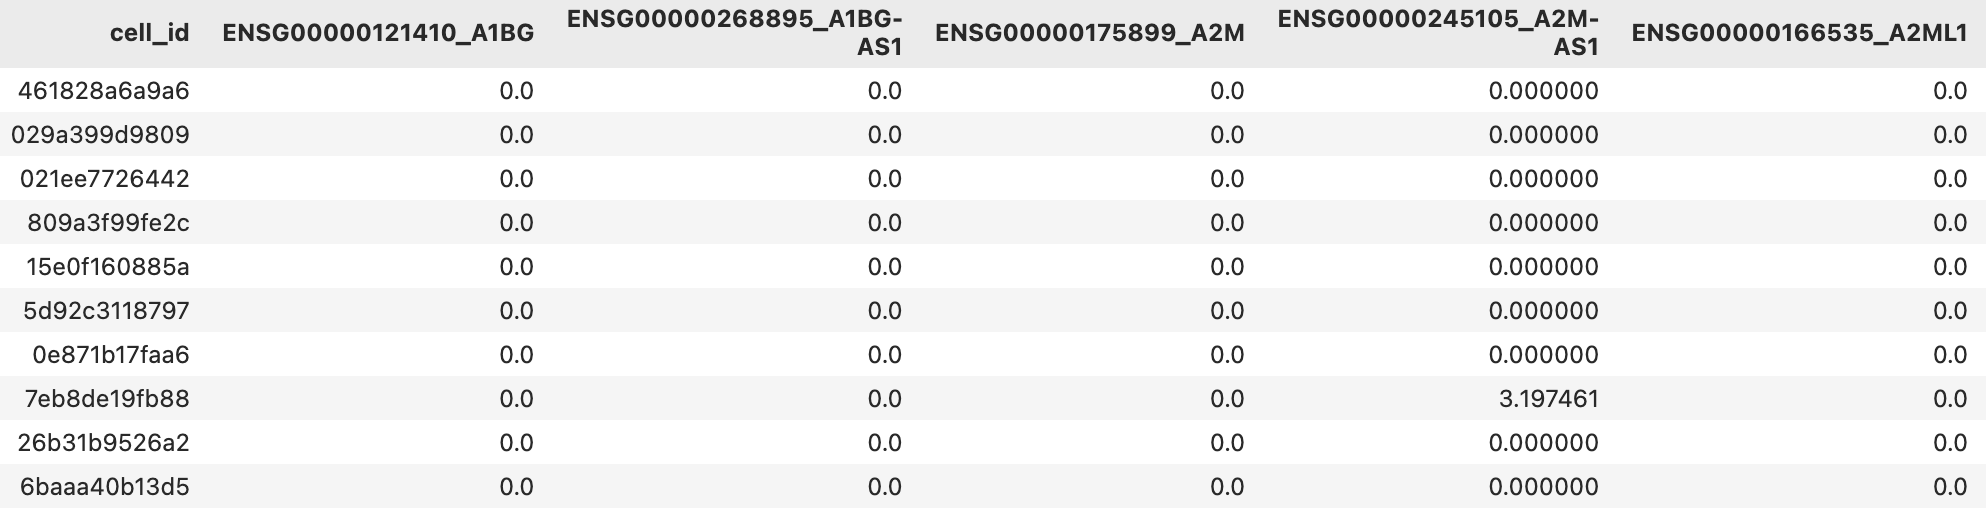 cell_id ENSG00000121410_A1BG ENSG00000268895_A1BG-AS1 ENSG00000175899_A2M ENSG00000245105_A2M-AS1 ENSG00000166535_A2ML1
461828a6a9a6 0.0 0.0 0.0 0.000000 0.0
029a399d9809 0.0 0.0 0.0 0.000000 0.0
021ee7726442 0.0 0.0 0.0 0.000000 0.0
809a3f99fe2c 0.0 0.0 0.0 0.000000 0.0
15e0f160885a 0.0 0.0 0.0 0.000000 0.0
5d92c3118797 0.0 0.0 0.0 0.000000 0.0
0e871b17faa6 0.0 0.0 0.0 0.000000 0.0
7eb8de19fb88 0.0 0.0 0.0 3.197461 0.0
26b31b9526a2 0.0 0.0 0.0 0.000000 0.0
6baaa40b13d5 0.0 0.0 0.0 0.000000 0.0